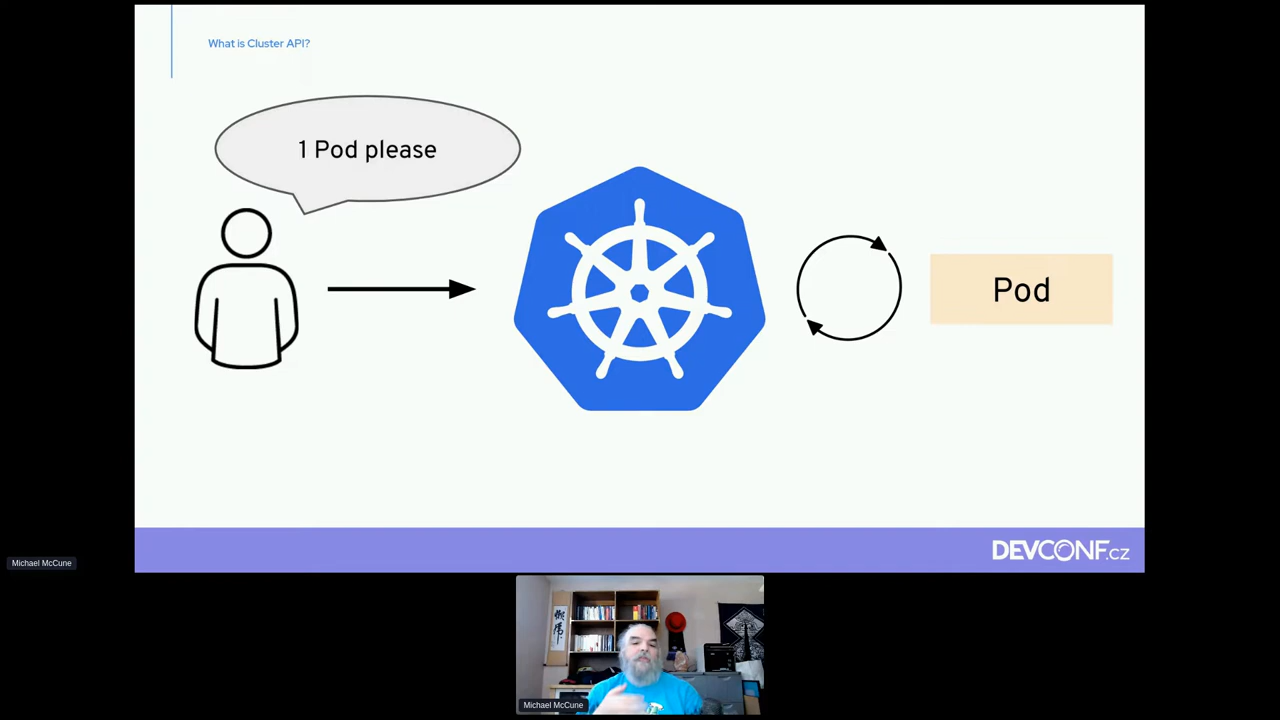 What is Cluster API?
1 Pod please
Pod
DEVCONF.cz
Michael McCune
Michael McCune